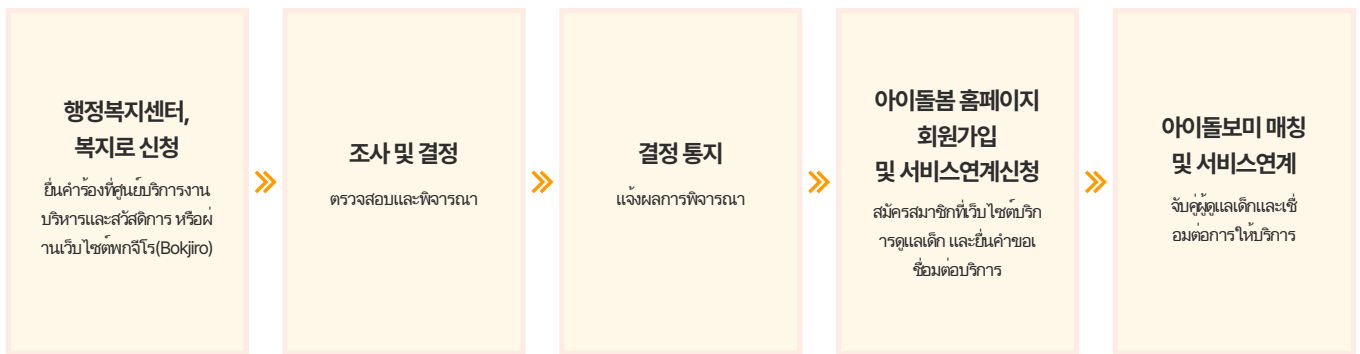 행정복지센터,
복지로 신청
ยื่นคำร้องที่ศูนย์บริการงาน
บริหารและสวัสดิการ หรือผ่
านเว็บไซต์พกจีโร(Bokjiro)
조사 및 결정
ตรวจสอบและพิจารณา
결정 통지
แจ้งผลการพิจารณา
아이돌봄 홈페이지
회원가입
및 서비스연계신청
สมัครสมาชิกที่เว็บไซต์บริก
ารดูแลเด็ก และยื่นคำขอเ
ชื่อมต่อบริการ
아이돌보미 매칭
및 서비스연계
จับคู่ผู้ดูแลเด็กและเชื่
อมต่อการให้บริการ